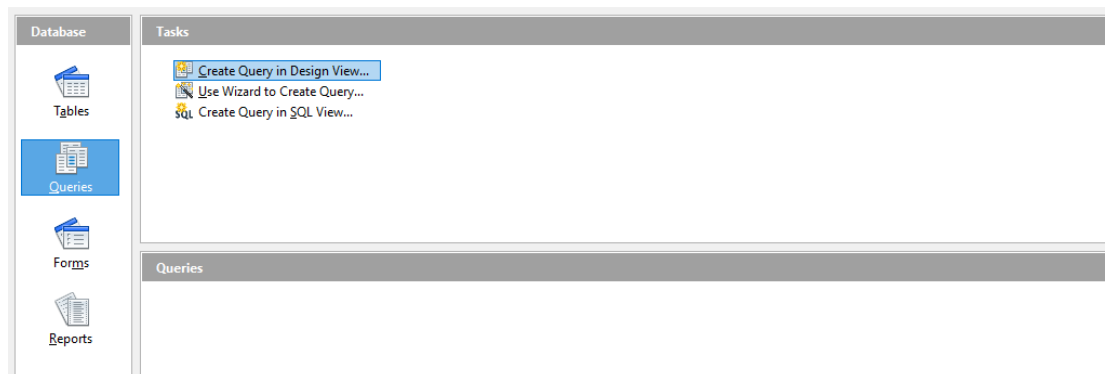 Database
Tables
Queries
Forms
Reports
Tasks
Create Query in Design View...
Use Wizard to Create Query...
SQL Create Query in SQL View...
Queries